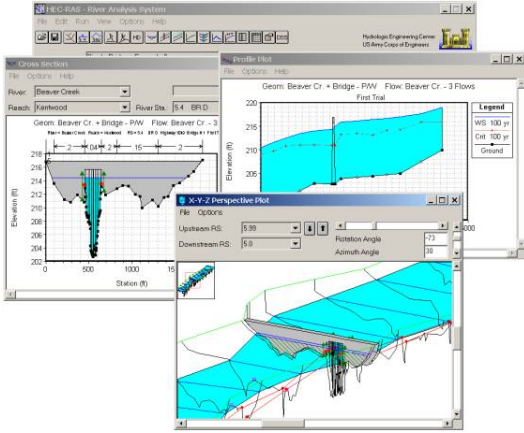 HEC-RAS - River Analysis System
File Edit Run View Options Help
Hydrologic Engineering Center
US Army Corps of Engineers
DSS
Cross Section
File Options Help
River: Beaver Creek
Reach: Kentwood River Sta.: 5.4 BR D
Geom: Beaver Cr. + Bridge - P/W Flow: Beaver Cr. - 3
.2 .04 .15 .2
Elevation (ft)
218
216
214
212
210
208
206
204
202
0 500 1000
Station (ft)
Profile Plot
File Options Help
Geom: Beaver Cr. + Bridge - P/W Flow: Beaver Cr. - 3 Flows
First Trial
Elevation (ft)
220
215
210
205
Legend
WS 100 yr
Crit 100 yr
Ground
X-Y-Z Perspective Plot
File Options
Upstream RS: 5.99
Downstream RS: 5.0
Rotation Angle -73
Azimuth Angle 38